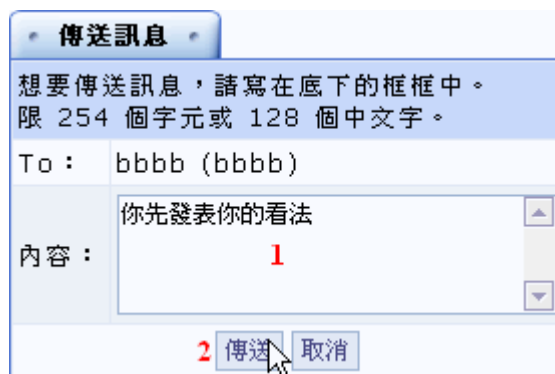 • 傳送訊息 •
想要傳送訊息，請寫在底下的框框中。
限 254 個字元或 128 個中文字。
To： bbbb (bbbb)
你先發表你的看法
內容： 1
2 傳送 取消